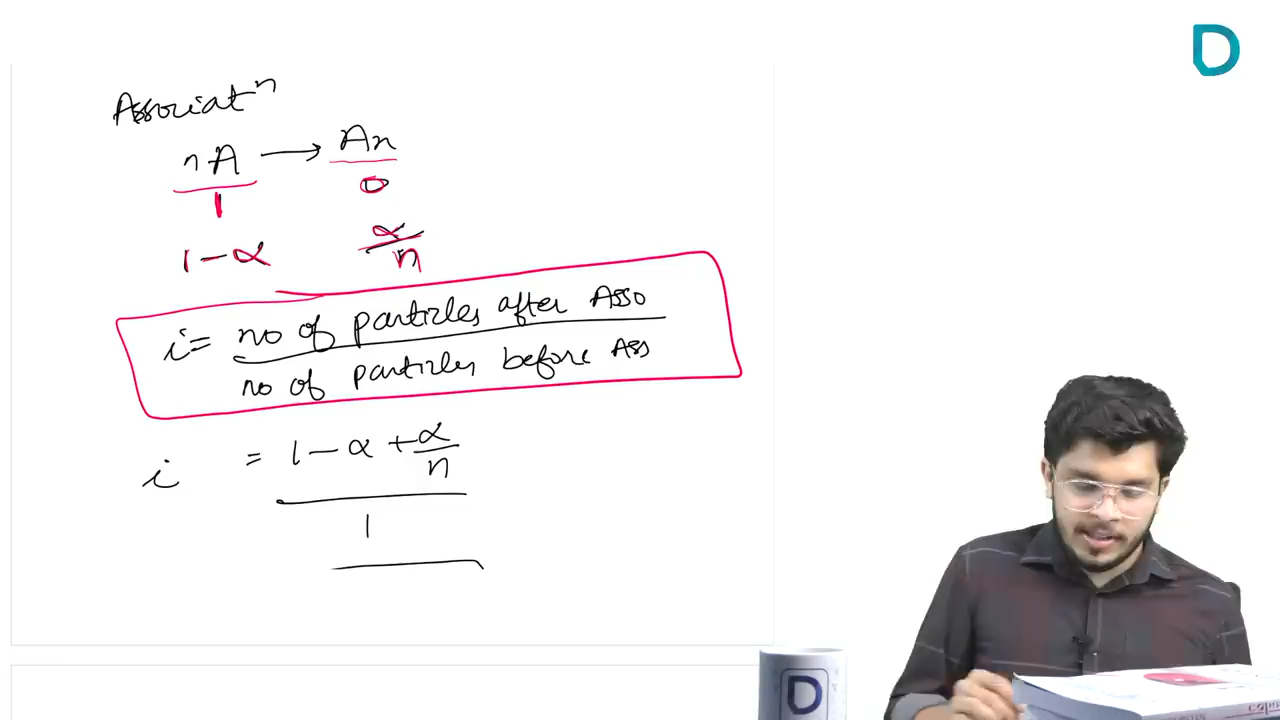 D
Associatⁿ
nA → An
1 0
1-α α/n
i = no of particles after Asso
no of particles before Ass
i = 1-α+α/n
1
D